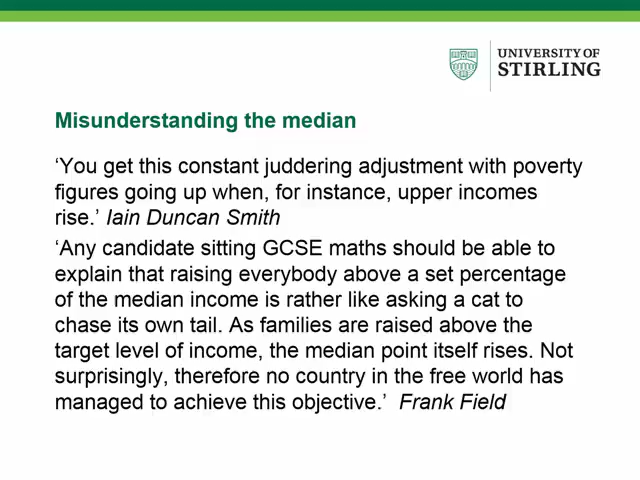 UNIVERSITY OF
STIRLING
Misunderstanding the median
‘You get this constant juddering adjustment with poverty
figures going up when, for instance, upper incomes
rise.’ Iain Duncan Smith
‘Any candidate sitting GCSE maths should be able to
explain that raising everybody above a set percentage
of the median income is rather like asking a cat to
chase its own tail. As families are raised above the
target level of income, the median point itself rises. Not
surprisingly, therefore no country in the free world has
managed to achieve this objective.’ Frank Field